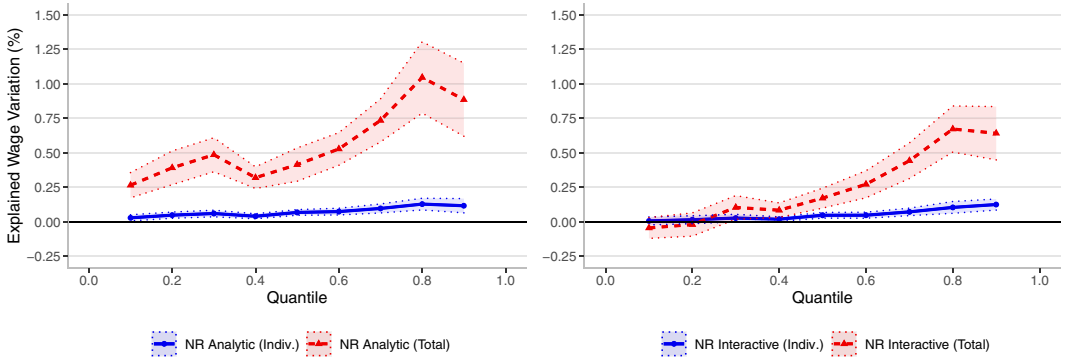 Explained Wage Variation (%)
1.50
1.25
1.00
0.75
0.50
0.25
0.00
−0.25
0.0 0.2 0.4 0.6 0.8 1.0
Quantile
NR Analytic (Indiv.) NR Analytic (Total)
1.50
1.25
1.00
0.75
0.50
0.25
0.00
−0.25
0.0 0.2 0.4 0.6 0.8 1.0
Quantile
NR Interactive (Indiv.) NR Interactive (Total)